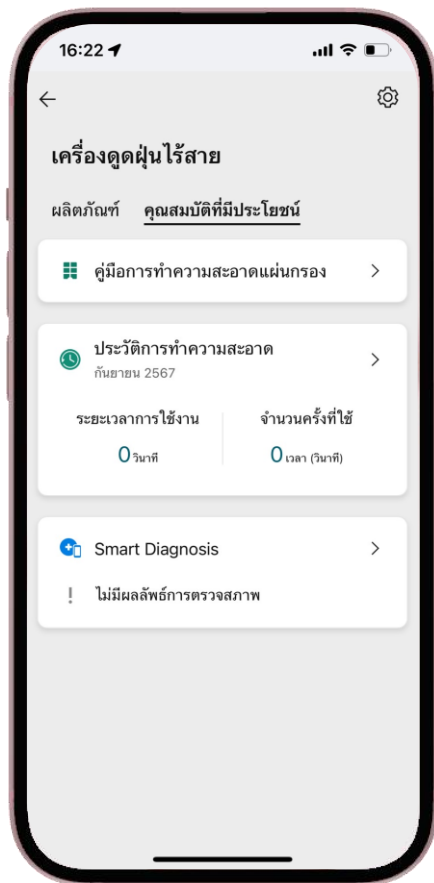 16:22
เครื่องดูดฝุ่นไร้สาย
ผลิตภัณฑ์ คุณสมบัติที่มีประโยชน์
คู่มือการทำความสะอาดแผ่นกรอง
ประวัติการทำความสะอาด
กันยายน 2567
ระยะเวลาการใช้งาน จำนวนครั้งที่ใช้
0 วินาที 0 เวลา (วินาที)
Smart Diagnosis
ไม่มีผลลัพธ์การตรวจสภาพ